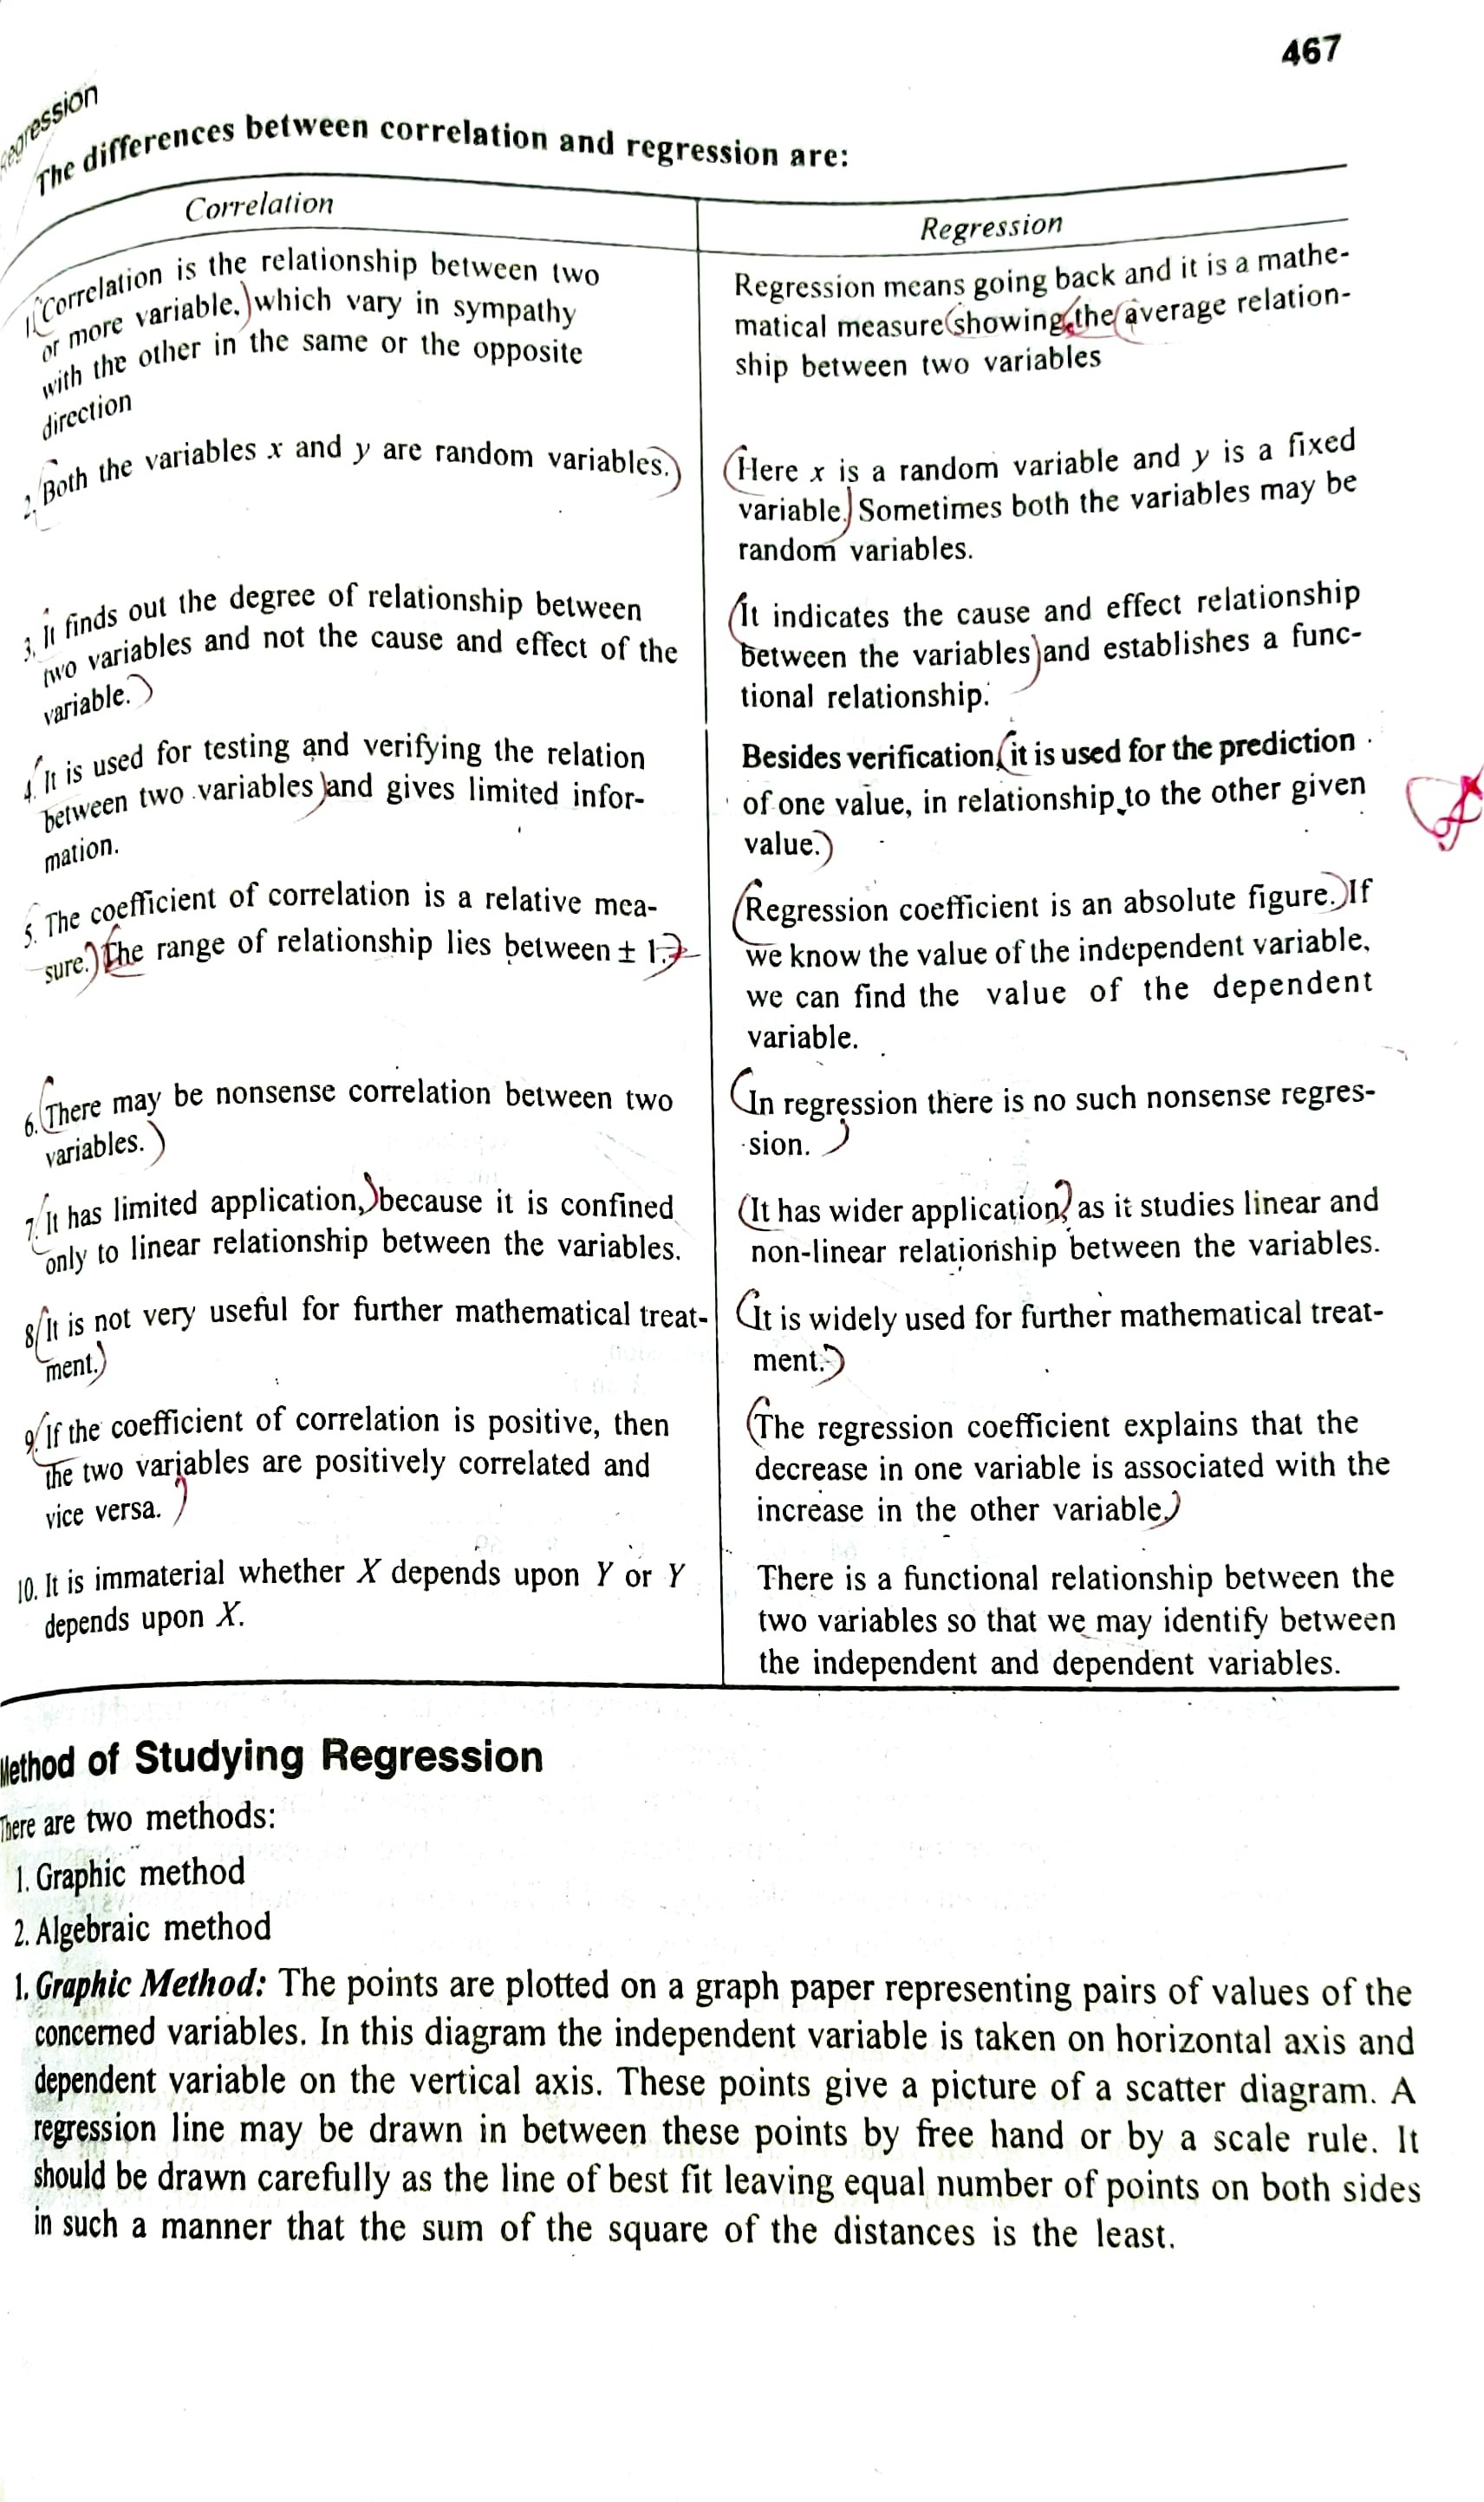 467
Regression
The differences between correlation and regression are:
Correlation
Regression
1. Correlation is the relationship between two
or more variable, which vary in sympathy
with the other in the same or the opposite
direction
Regression means going back and it is a mathe-
matical measure showing the average relation-
ship between two variables
2. Both the variables x and y are random variables.
Here x is a random variable and y is a fixed
variable. Sometimes both the variables may be
random variables.
3. It finds out the degree of relationship between
two variables and not the cause and effect of the
variable.
It indicates the cause and effect relationship
between the variables and establishes a func-
tional relationship.
4. It is used for testing and verifying the relation
between two variables and gives limited infor-
mation.
Besides verification, it is used for the prediction
of one value, in relationship to the other given
value.
5. The coefficient of correlation is a relative mea-
sure. The range of relationship lies between ± 1.
Regression coefficient is an absolute figure. If
we know the value of the independent variable,
we can find the value of the dependent
variable.
6. There may be nonsense correlation between two
variables.
In regression there is no such nonsense regres-
sion.
7. It has limited application, because it is confined
only to linear relationship between the variables.
It has wider application, as it studies linear and
non-linear relationship between the variables.
8. It is not very useful for further mathematical treat-
ment.
It is widely used for further mathematical treat-
ment.
9. If the coefficient of correlation is positive, then
the two variables are positively correlated and
vice versa.
The regression coefficient explains that the
decrease in one variable is associated with the
increase in the other variable.
10. It is immaterial whether X depends upon Y or Y
depends upon X.
There is a functional relationship between the
two variables so that we may identify between
the independent and dependent variables.
Method of Studying Regression
There are two methods:
1. Graphic method
2. Algebraic method
1. Graphic Method: The points are plotted on a graph paper representing pairs of values of the
concerned variables. In this diagram the independent variable is taken on horizontal axis and
dependent variable on the vertical axis. These points give a picture of a scatter diagram. A
regression line may be drawn in between these points by free hand or by a scale rule. It
should be drawn carefully as the line of best fit leaving equal number of points on both sides
in such a manner that the sum of the square of the distances is the least.